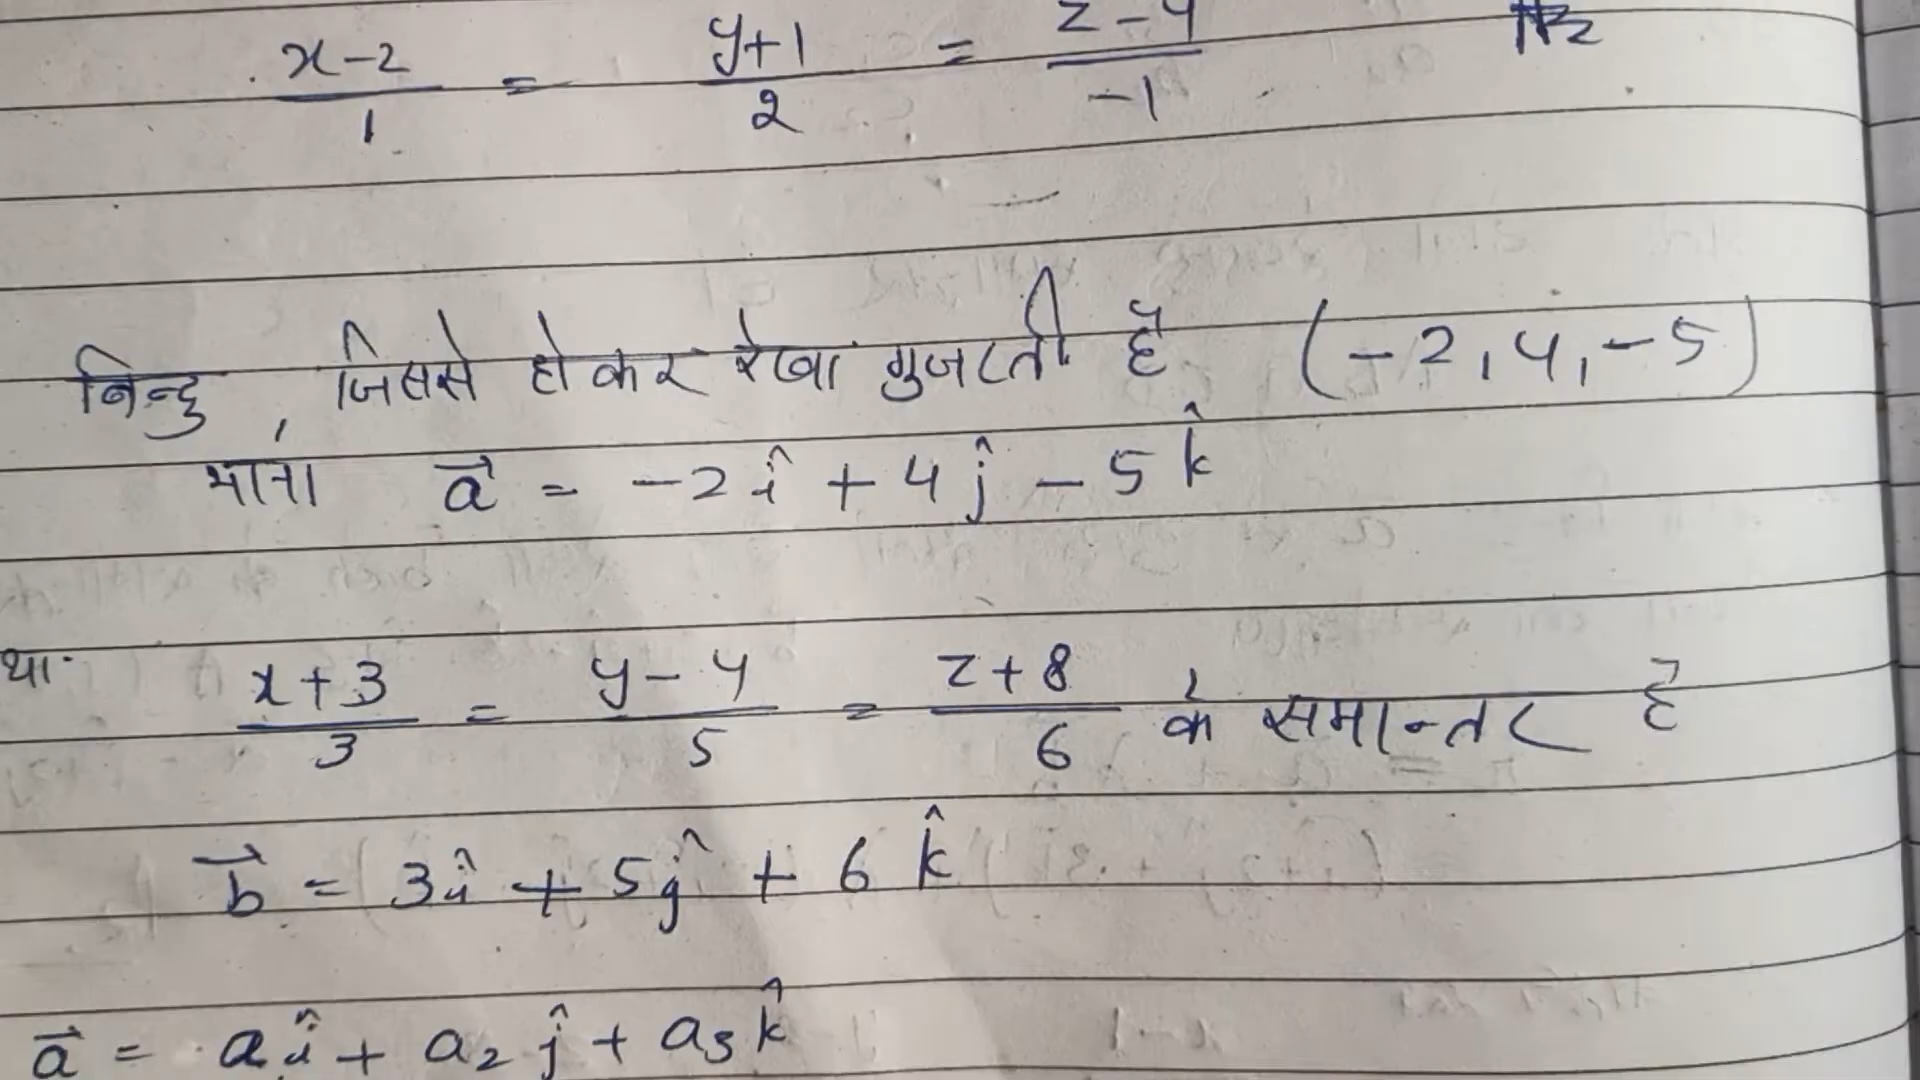 x-2/1 = y+1/2 = z-4/-1
बिन्दु, जिससे होकर रेखा गुजरती है (-2, 4, -5)
माना a⃗ = -2î + 4ĵ - 5k̂
था x+3/3 = y-4/5 = z+8/6 के समान्तर है
b⃗ = 3î + 5ĵ + 6k̂
a⃗ = a₁î + a₂ĵ + a₃k̂